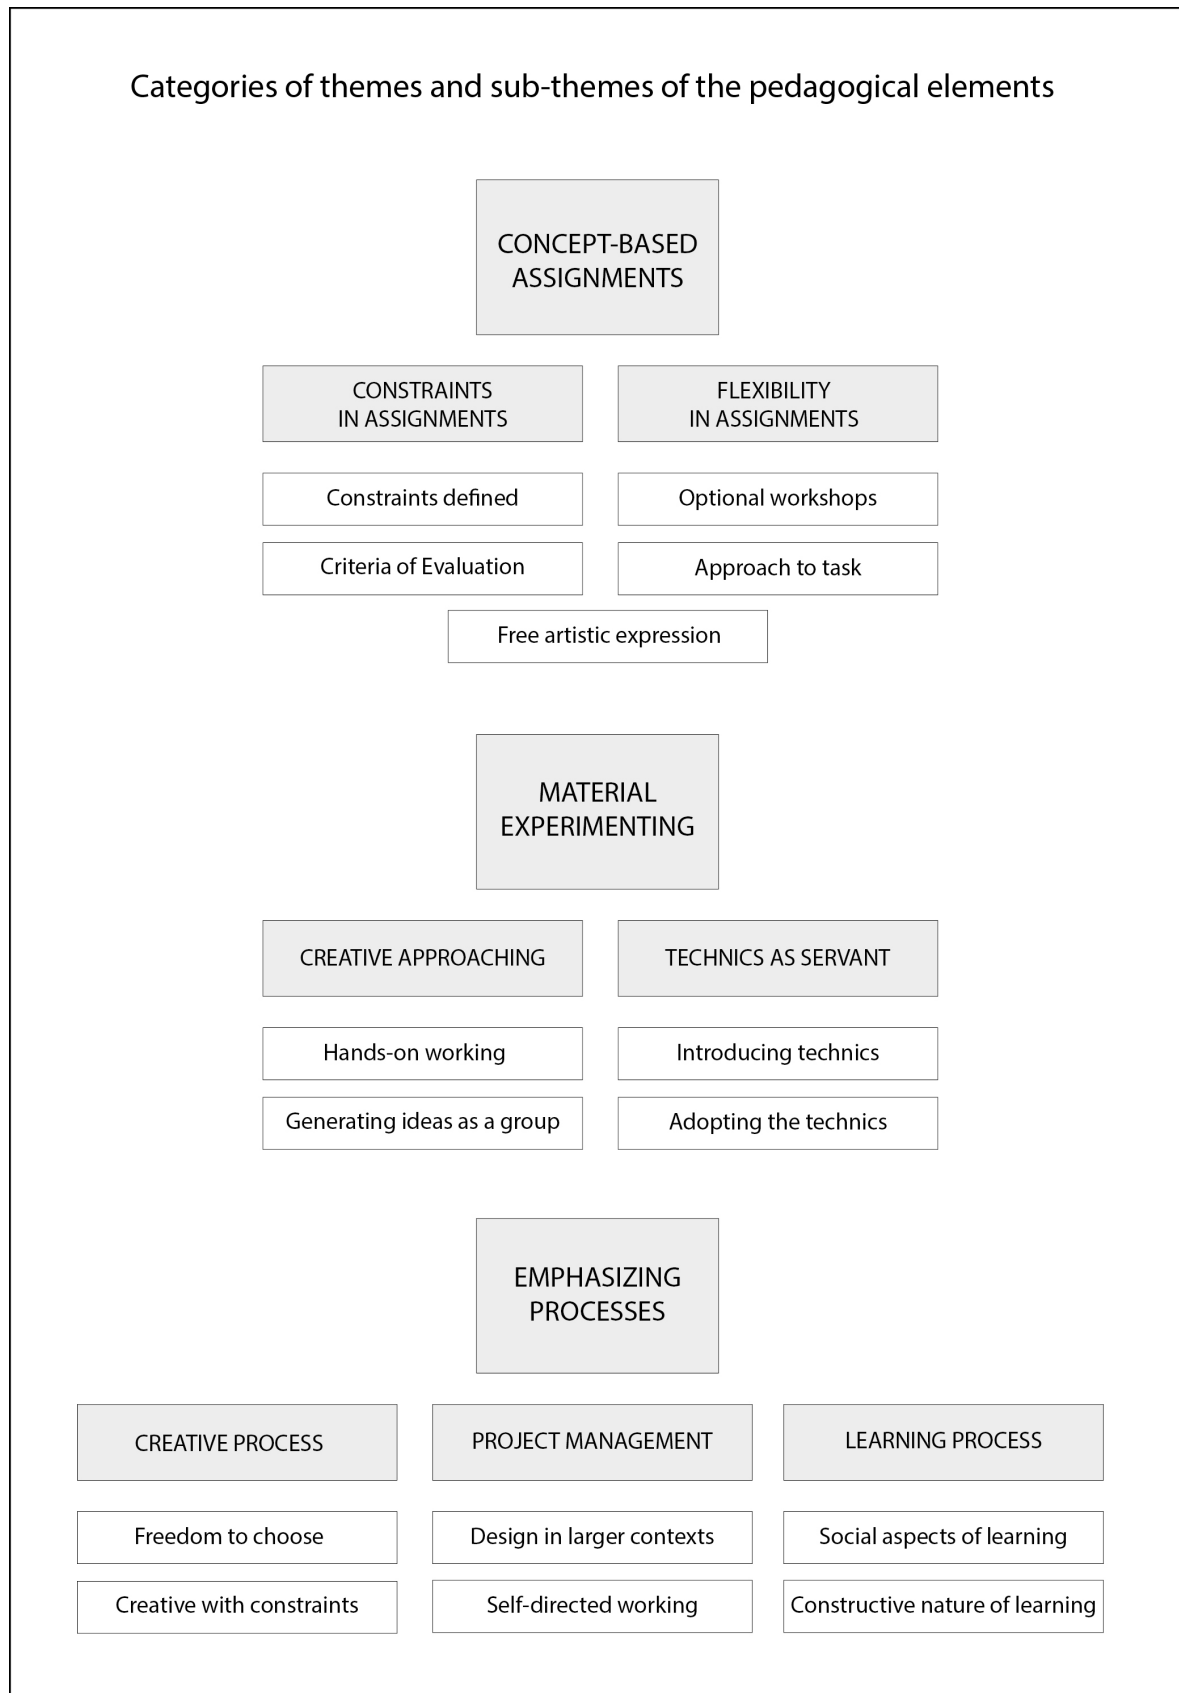 Categories of themes and sub-themes of the pedagogical elements
CONCEPT-BASED
ASSIGNMENTS
CONSTRAINTS
IN ASSIGNMENTS
FLEXIBILITY
IN ASSIGNMENTS
Constraints defined
Optional workshops
Criteria of Evaluation
Approach to task
Free artistic expression
MATERIAL
EXPERIMENTING
CREATIVE APPROACHING
TECHNICS AS SERVANT
Hands-on working
Introducing technics
Generating ideas as a group
Adopting the technics
EMPHASIZING
PROCESSES
CREATIVE PROCESS
PROJECT MANAGEMENT
LEARNING PROCESS
Freedom to choose
Design in larger contexts
Social aspects of learning
Creative with constraints
Self-directed working
Constructive nature of learning